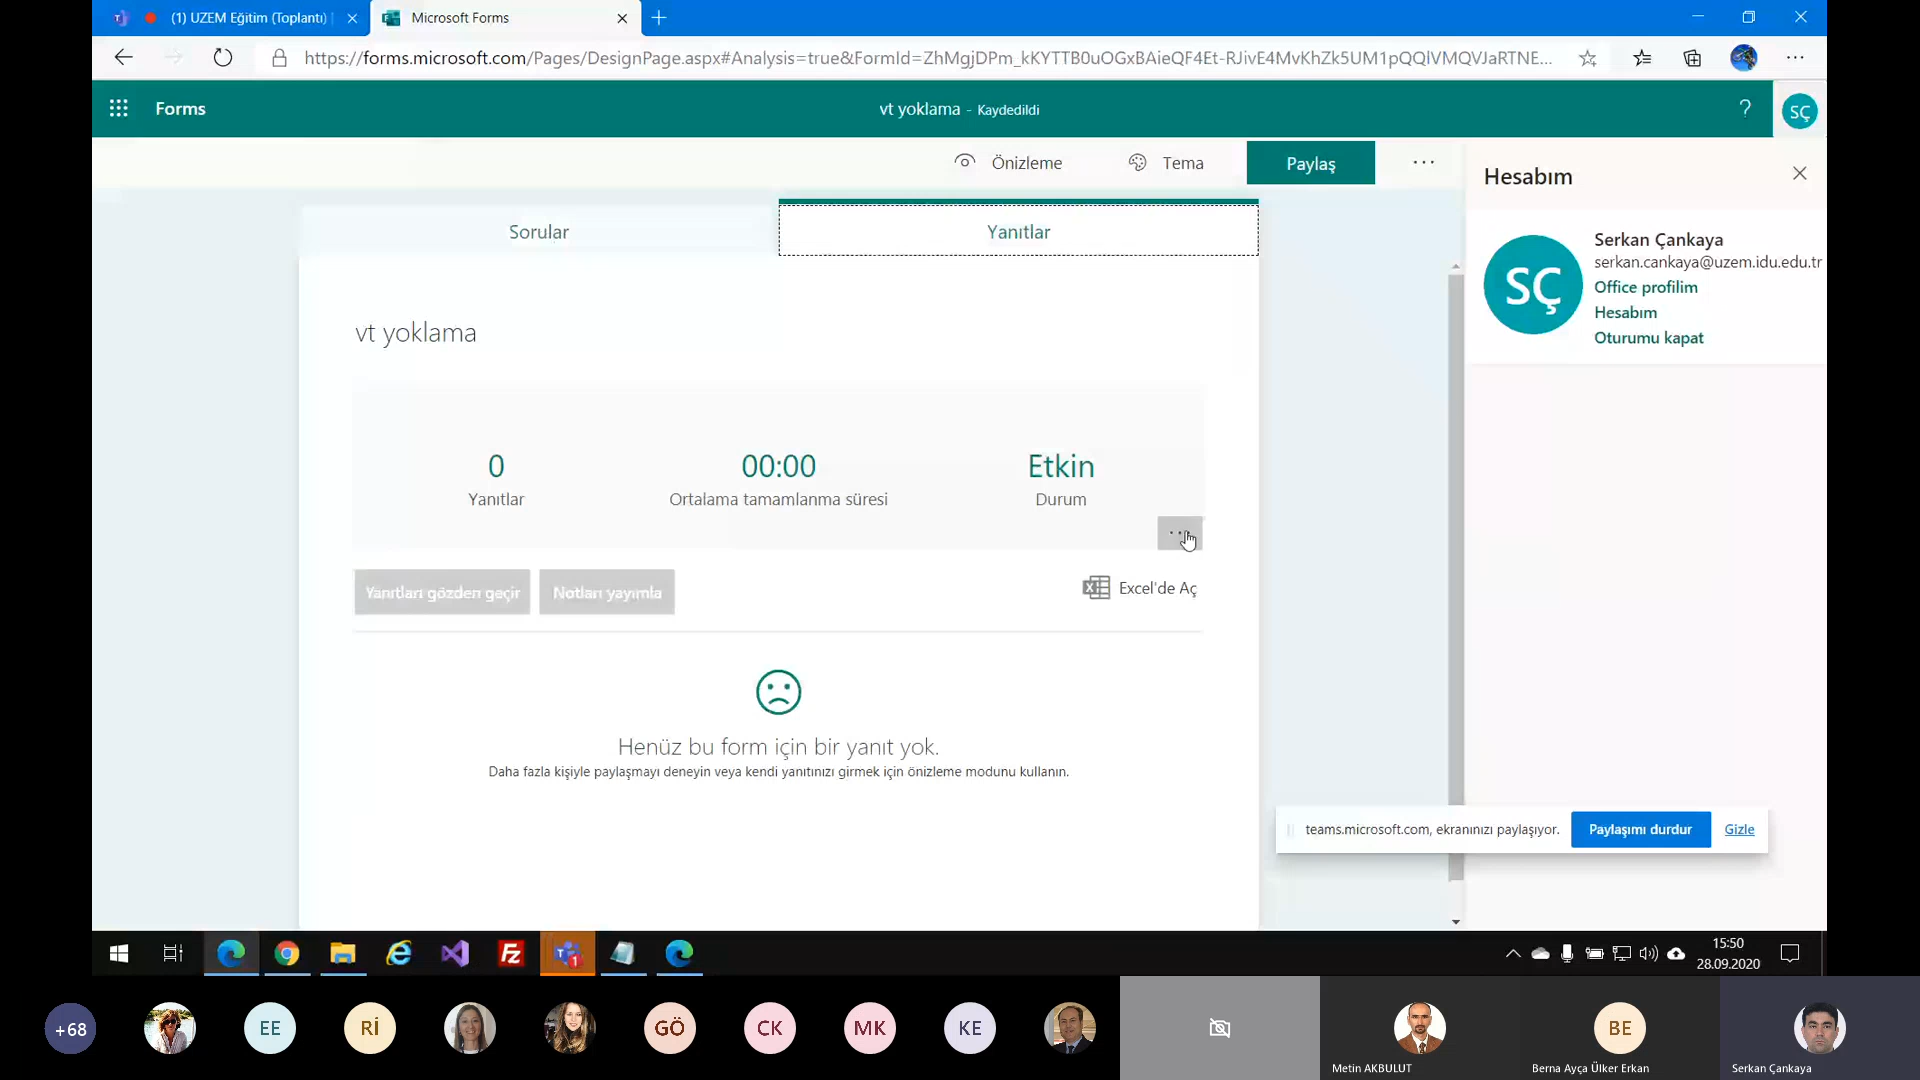 (1) UZEM Eğitim (Toplantı)
Microsoft Forms
https://forms.microsoft.com/Pages/DesignPage.aspx#Analysis=true&FormId=ZhMgjDPm_kKYTTB0uOGxBAieQF4Et-RJivE4MvKhZk5UM1pQQlVMQVJaRTNE...
Forms
vt yoklama - Kaydedildi
?
SÇ
Önizleme
Tema
Paylaş
Hesabım
Sorular
Yanıtlar
Serkan Çankaya
serkan.cankaya@uzem.idu.edu.tr
SÇ
Office profilim
Hesabım
Oturumu kapat
vt yoklama
0
00:00
Etkin
Yanıtlar
Ortalama tamamlanma süresi
Durum
Yanıtları gözden geçir
Notları yayımla
Excel'de Aç
Henüz bu form için bir yanıt yok.
Daha fazla kişiyle paylaşmayı deneyin veya kendi yanıtınızı girmek için önizleme modunu kullanın.
teams.microsoft.com, ekranınızı paylaşıyor.
Paylaşımı durdur
Gizle
15:50
28.09.2020
+68
EE
Rİ
GÖ
CK
MK
KE
BE
Metin AKBULUT
Berna Ayça Ülker Erkan
Serkan Çankaya